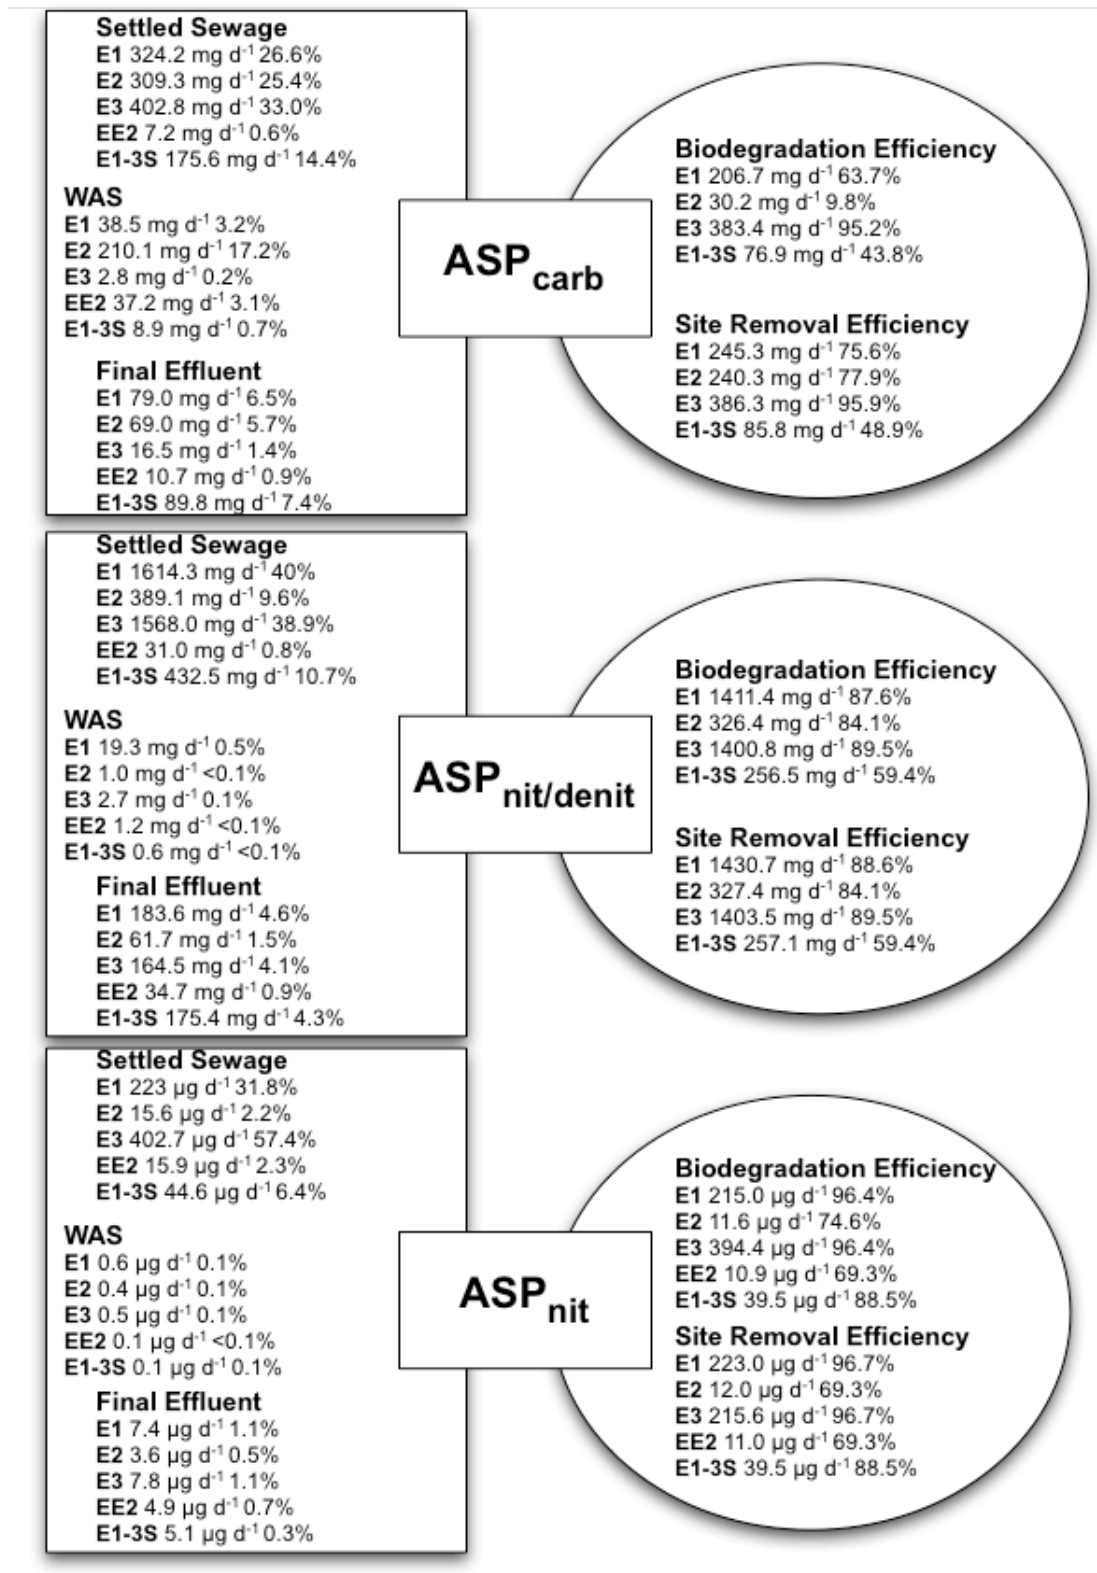 Settled Sewage
E1 324.2 mg d-1 26.6%
E2 309.3 mg d-1 25.4%
E3 402.8 mg d-1 33.0%
EE2 7.2 mg d-1 0.6%
E1-3S 175.6 mg d-1 14.4%
WAS
E1 38.5 mg d-1 3.2%
E2 210.1 mg d-1 17.2%
E3 2.8 mg d-1 0.2%
EE2 37.2 mg d-1 3.1%
E1-3S 8.9 mg d-1 0.7%
Final Effluent
E1 79.0 mg d-1 6.5%
E2 69.0 mg d-1 5.7%
E3 16.5 mg d-1 1.4%
EE2 10.7 mg d-1 0.9%
E1-3S 89.8 mg d-1 7.4%
ASPcarb
Biodegradation Efficiency
E1 206.7 mg d-1 63.7%
E2 30.2 mg d-1 9.8%
E3 383.4 mg d-1 95.2%
E1-3S 76.9 mg d-1 43.8%
Site Removal Efficiency
E1 245.3 mg d-1 75.6%
E2 240.3 mg d-1 77.9%
E3 386.3 mg d-1 95.9%
E1-3S 85.8 mg d-1 48.9%
Settled Sewage
E1 1614.3 mg d-1 40%
E2 389.1 mg d-1 9.6%
E3 1568.0 mg d-1 38.9%
EE2 31.0 mg d-1 0.8%
E1-3S 432.5 mg d-1 10.7%
WAS
E1 19.3 mg d-1 0.5%
E2 1.0 mg d-1 <0.1%
E3 2.7 mg d-1 0.1%
EE2 1.2 mg d-1 <0.1%
E1-3S 0.6 mg d-1 <0.1%
Final Effluent
E1 183.6 mg d-1 4.6%
E2 61.7 mg d-1 1.5%
E3 164.5 mg d-1 4.1%
EE2 34.7 mg d-1 0.9%
E1-3S 175.4 mg d-1 4.3%
ASPnit/denit
Biodegradation Efficiency
E1 1411.4 mg d-1 87.6%
E2 326.4 mg d-1 84.1%
E3 1400.8 mg d-1 89.5%
E1-3S 256.5 mg d-1 59.4%
Site Removal Efficiency
E1 1430.7 mg d-1 88.6%
E2 327.4 mg d-1 84.1%
E3 1403.5 mg d-1 89.5%
E1-3S 257.1 mg d-1 59.4%
Settled Sewage
E1 223 µg d-1 31.8%
E2 15.6 µg d-1 2.2%
E3 402.7 µg d-1 57.4%
EE2 15.9 µg d-1 2.3%
E1-3S 44.6 µg d-1 6.4%
WAS
E1 0.6 µg d-1 0.1%
E2 0.4 µg d-1 0.1%
E3 0.5 µg d-1 0.1%
EE2 0.1 µg d-1 <0.1%
E1-3S 0.1 µg d-1 0.1%
Final Effluent
E1 7.4 µg d-1 1.1%
E2 3.6 µg d-1 0.5%
E3 7.8 µg d-1 1.1%
EE2 4.9 µg d-1 0.7%
E1-3S 5.1 µg d-1 0.3%
ASPnit
Biodegradation Efficiency
E1 215.0 µg d-1 96.4%
E2 11.6 µg d-1 74.6%
E3 394.4 µg d-1 96.4%
EE2 10.9 µg d-1 69.3%
E1-3S 39.5 µg d-1 88.5%
Site Removal Efficiency
E1 223.0 µg d-1 96.7%
E2 12.0 µg d-1 69.3%
E3 215.6 µg d-1 96.7%
EE2 11.0 µg d-1 69.3%
E1-3S 39.5 µg d-1 88.5%